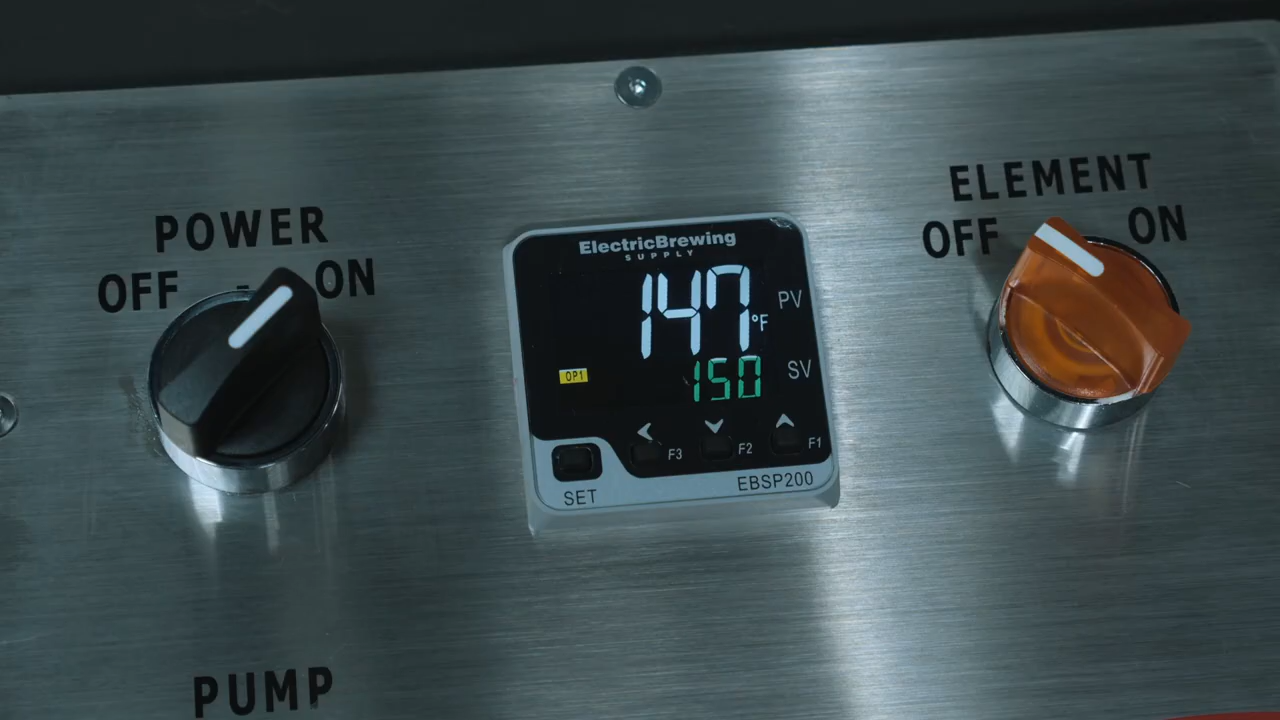 POWER
OFF ON
ElectricBrewing
SUPPLY
147 °F PV
OP1 150 SV
F3 F2 F1
SET EBSP200
ELEMENT
OFF ON
PUMP